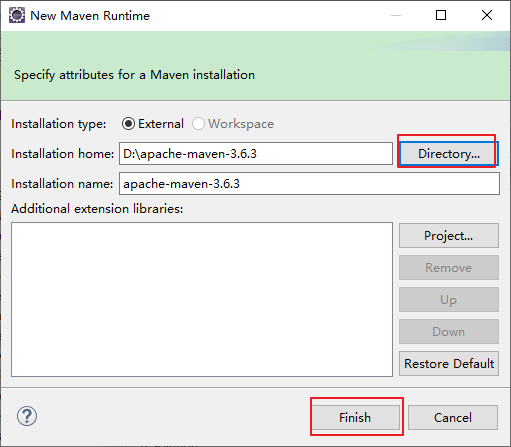 New Maven Runtime
Specify attributes for a Maven installation
Installation type: External Workspace
Installation home: D:\apache-maven-3.6.3 Directory...
Installation name: apache-maven-3.6.3
Additional extension libraries:
Project...
Remove
Up
Down
Restore Default
? Finish Cancel